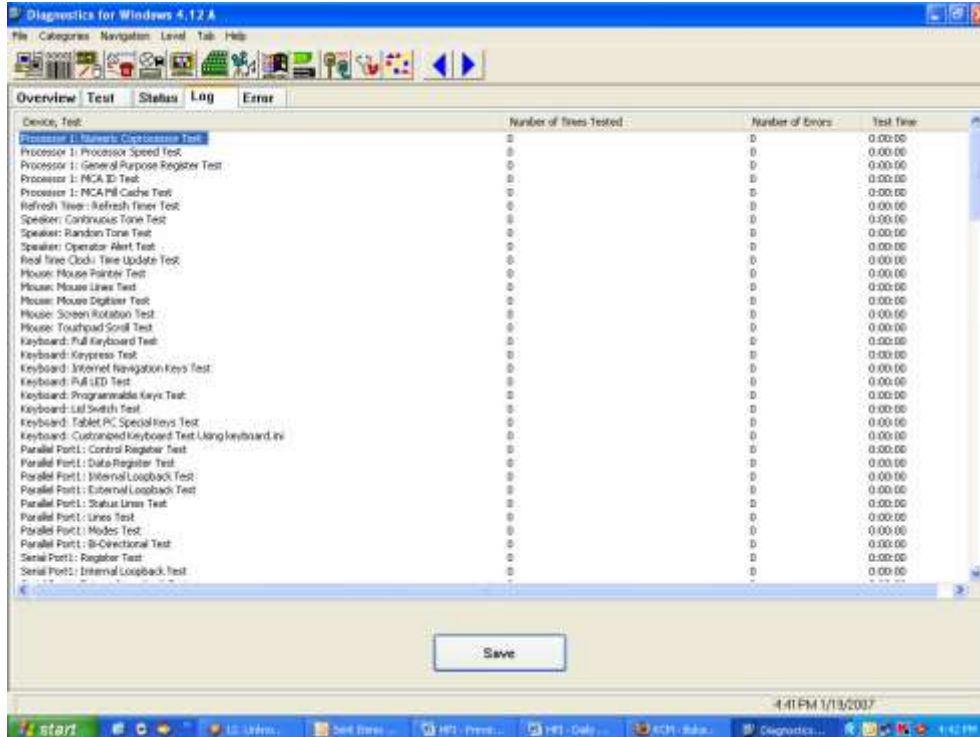 Diagnostics for Windows 4.12 A
File Categories Navigation Level Tab Help
Overview Test Status Log Error
Device, Test Number of Times Tested Number of Errors Test Time
Processor 1: Numeric Coprocessor Test 0 0 0:00:00
Processor 1: Processor Speed Test 0 0 0:00:00
Processor 1: General Purpose Register Test 0 0 0:00:00
Processor 1: MCA ID Test 0 0 0:00:00
Processor 1: MCA Mil Cache Test 0 0 0:00:00
Refresh Timer: Refresh Timer Test 0 0 0:00:00
Speaker: Continuous Tone Test 0 0 0:00:00
Speaker: Random Tone Test 0 0 0:00:00
Speaker: Operator Alert Test 0 0 0:00:00
Real Time Clock: Time Update Test 0 0 0:00:00
Mouse: Mouse Pointer Test 0 0 0:00:00
Mouse: Mouse Lines Test 0 0 0:00:00
Mouse: Mouse Digitizer Test 0 0 0:00:00
Mouse: Screen Rotation Test 0 0 0:00:00
Mouse: Touchpad Scroll Test 0 0 0:00:00
Keyboard: Full Keyboard Test 0 0 0:00:00
Keyboard: Keypress Test 0 0 0:00:00
Keyboard: Internet Navigation Keys Test 0 0 0:00:00
Keyboard: Full LED Test 0 0 0:00:00
Keyboard: Programmable Keys Test 0 0 0:00:00
Keyboard: Lid Switch Test 0 0 0:00:00
Keyboard: Tablet PC Special Keys Test 0 0 0:00:00
Keyboard: Customized Keyboard Test Using keyboard.ini 0 0 0:00:00
Parallel Port1: Control Register Test 0 0 0:00:00
Parallel Port1: Data Register Test 0 0 0:00:00
Parallel Port1: Internal Loopback Test 0 0 0:00:00
Parallel Port1: External Loopback Test 0 0 0:00:00
Parallel Port1: Status Lines Test 0 0 0:00:00
Parallel Port1: Lines Test 0 0 0:00:00
Parallel Port1: Modes Test 0 0 0:00:00
Parallel Port1: Bi-Directional Test 0 0 0:00:00
Serial Port1: Register Test 0 0 0:00:00
Serial Port1: Internal Loopback Test 0 0 0:00:00
Save
4:41 PM 1/19/2007
start Sent Items ... HPI - Daily ... Diagnostics... 4:42 PM